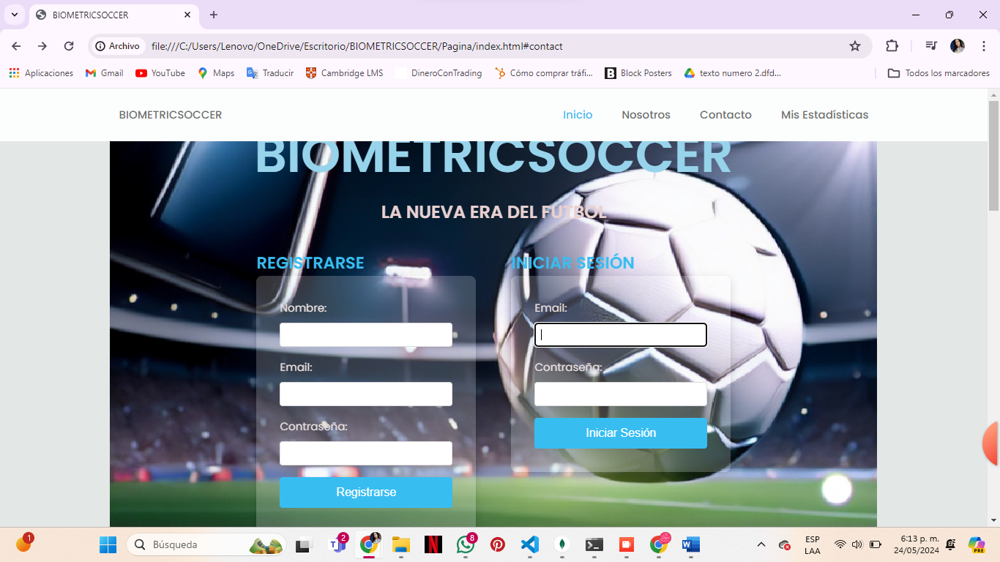 BIOMETRICSOCCER
Archivo file:///C:/Users/Lenovo/OneDrive/Escritorio/BIOMETRICSOCCER/Pagina/index.html#contact
Aplicaciones Gmail YouTube Maps Traducir Cambridge LMS DineroConTrading Cómo comprar tráfi... Block Posters texto numero 2.dfd... Todos los marcadores
BIOMETRICSOCCER Inicio Nosotros Contacto Mis Estadísticas
BIOMETRICSOCCER
LA NUEVA ERA DEL FUTBOL
REGISTRARSE
Nombre:
Email:
Contraseña:
Registrarse
INICIAR SESIÓN
Email:
Contraseña:
Iniciar Sesión
1
Búsqueda
2
8
ESP
LAA
6:13 p. m.
24/05/2024
PRE